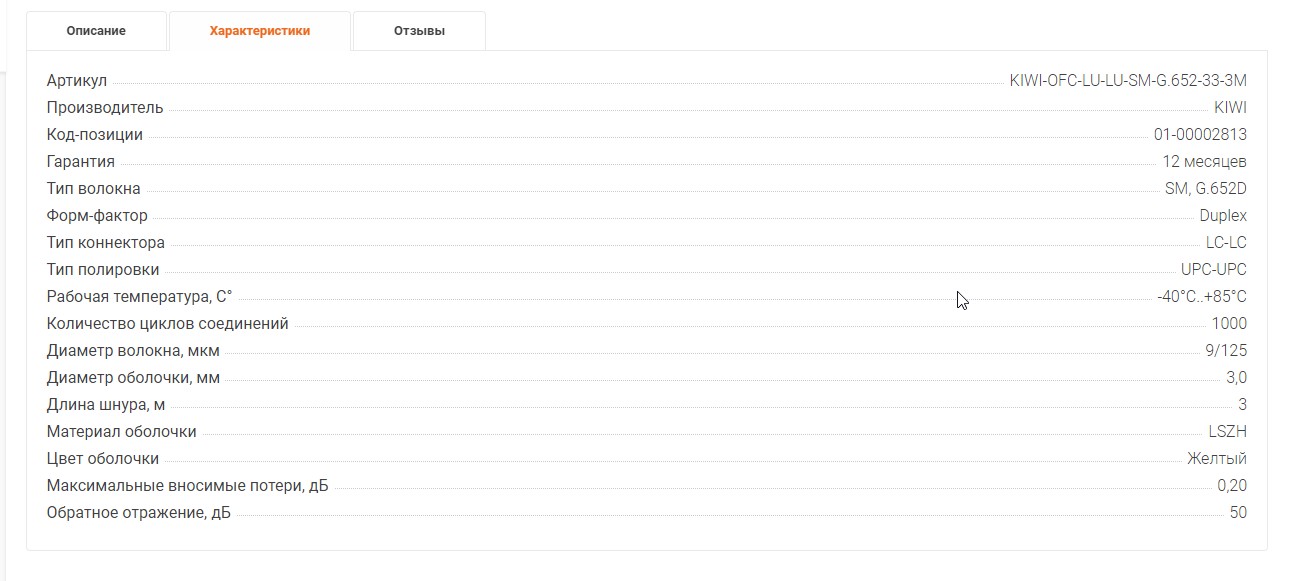 Описание Характеристики Отзывы
Артикул KIWI-OFC-LU-LU-SM-G.652-33-3M
Производитель KIWI
Код-позиции 01-00002813
Гарантия 12 месяцев
Тип волокна SM, G.652D
Форм-фактор Duplex
Тип коннектора LC-LC
Тип полировки UPC-UPC
Рабочая температура, С° -40°С..+85°С
Количество циклов соединений 1000
Диаметр волокна, мкм 9/125
Диаметр оболочки, мм 3,0
Длина шнура, м 3
Материал оболочки LSZH
Цвет оболочки Желтый
Максимальные вносимые потери, дБ 0,20
Обратное отражение, дБ 50